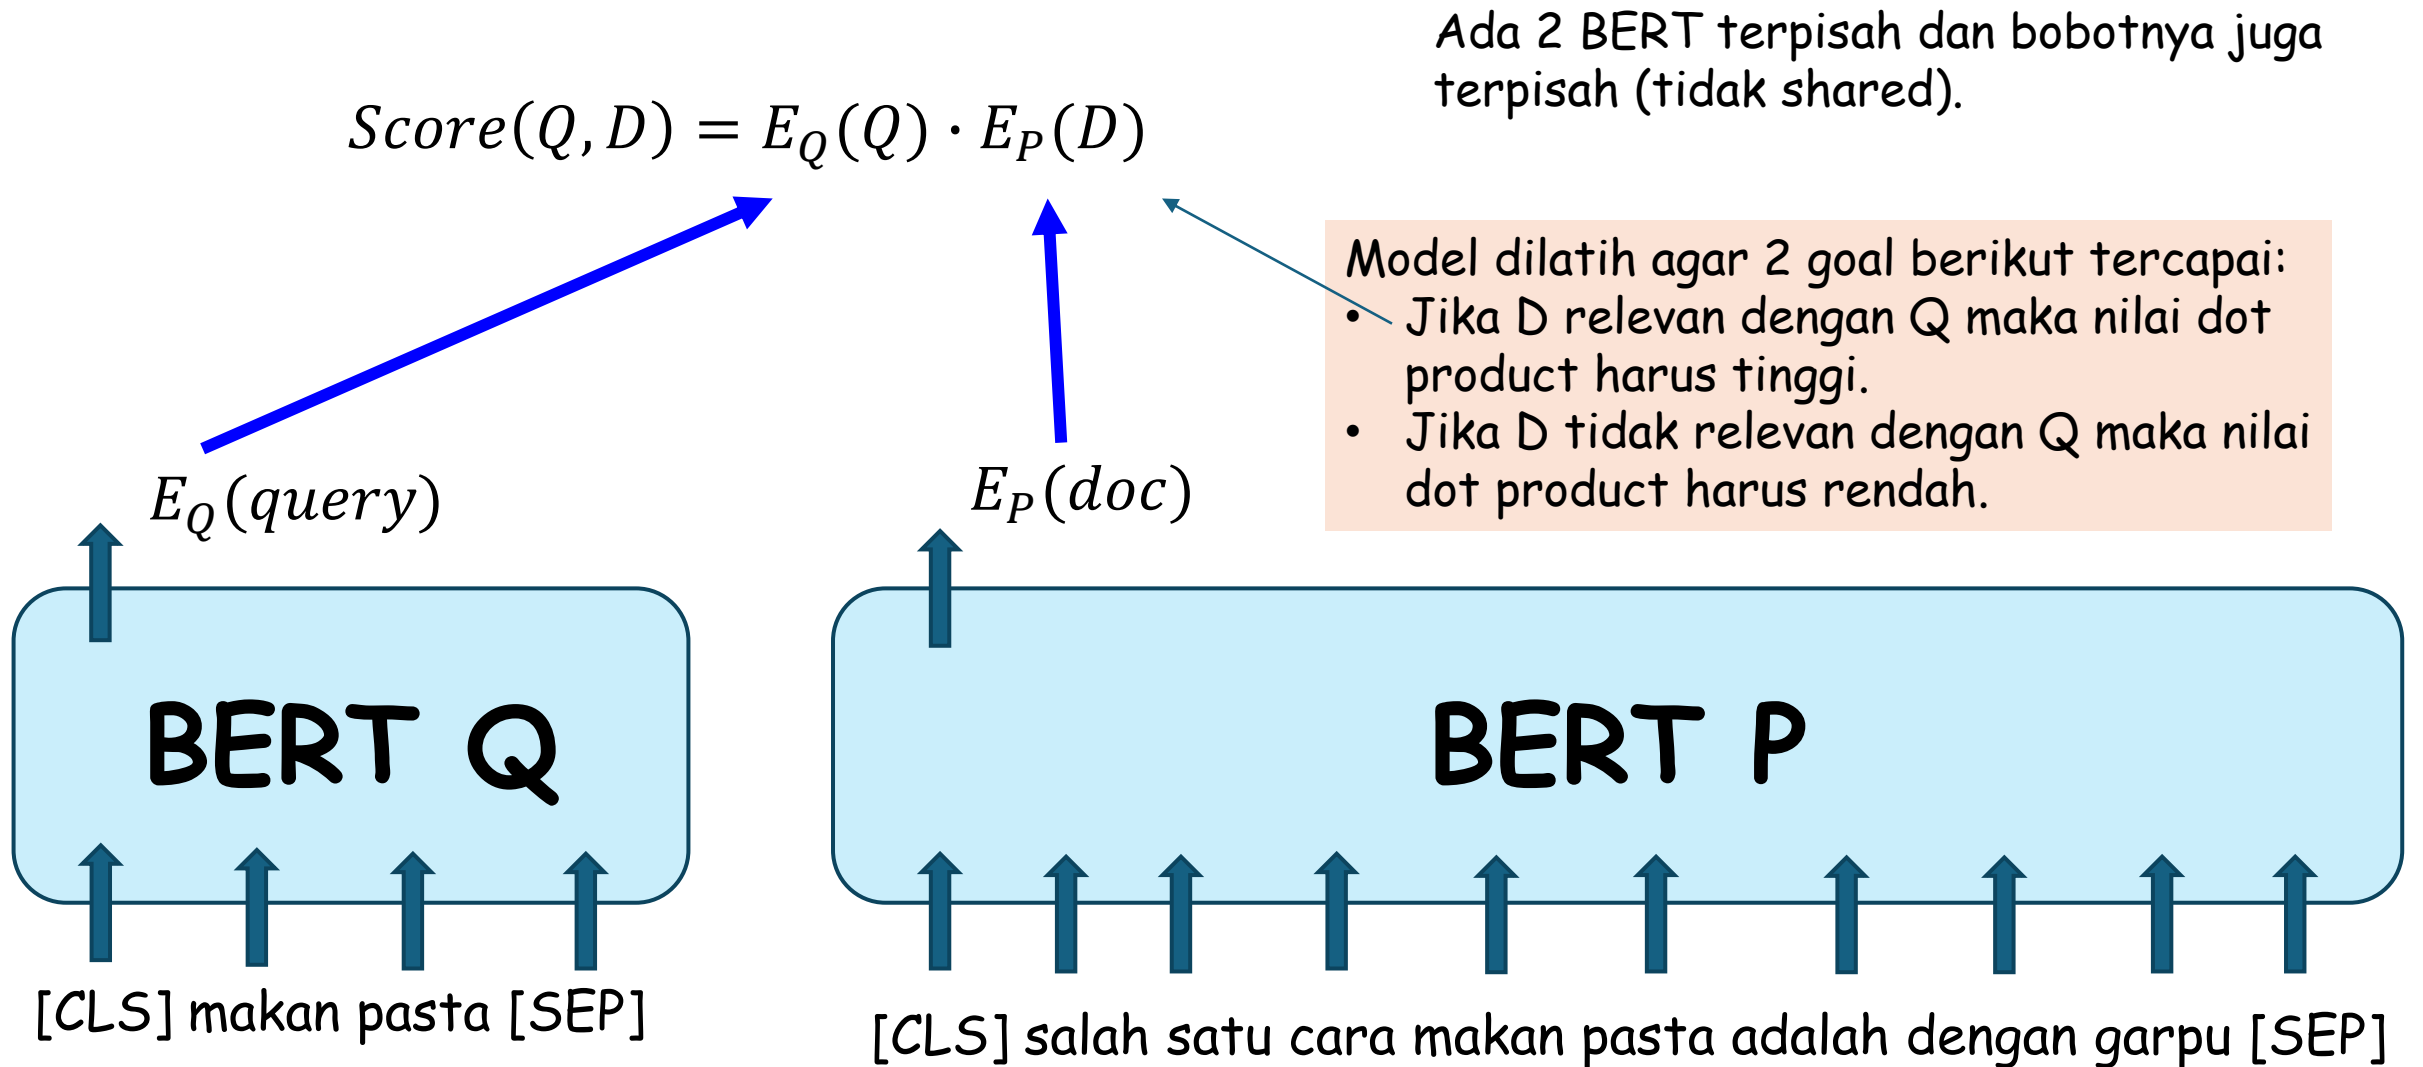 Ada 2 BERT terpisah dan bobotnya juga
terpisah (tidak shared).
Score(Q, D) = E_Q(Q) · E_P(D)
Model dilatih agar 2 goal berikut tercapai:
• Jika D relevan dengan Q maka nilai dot
product harus tinggi.
• Jika D tidak relevan dengan Q maka nilai
dot product harus rendah.
E_Q(query)
E_P(doc)
BERT Q
BERT P
[CLS] makan pasta [SEP]
[CLS] salah satu cara makan pasta adalah dengan garpu [SEP]